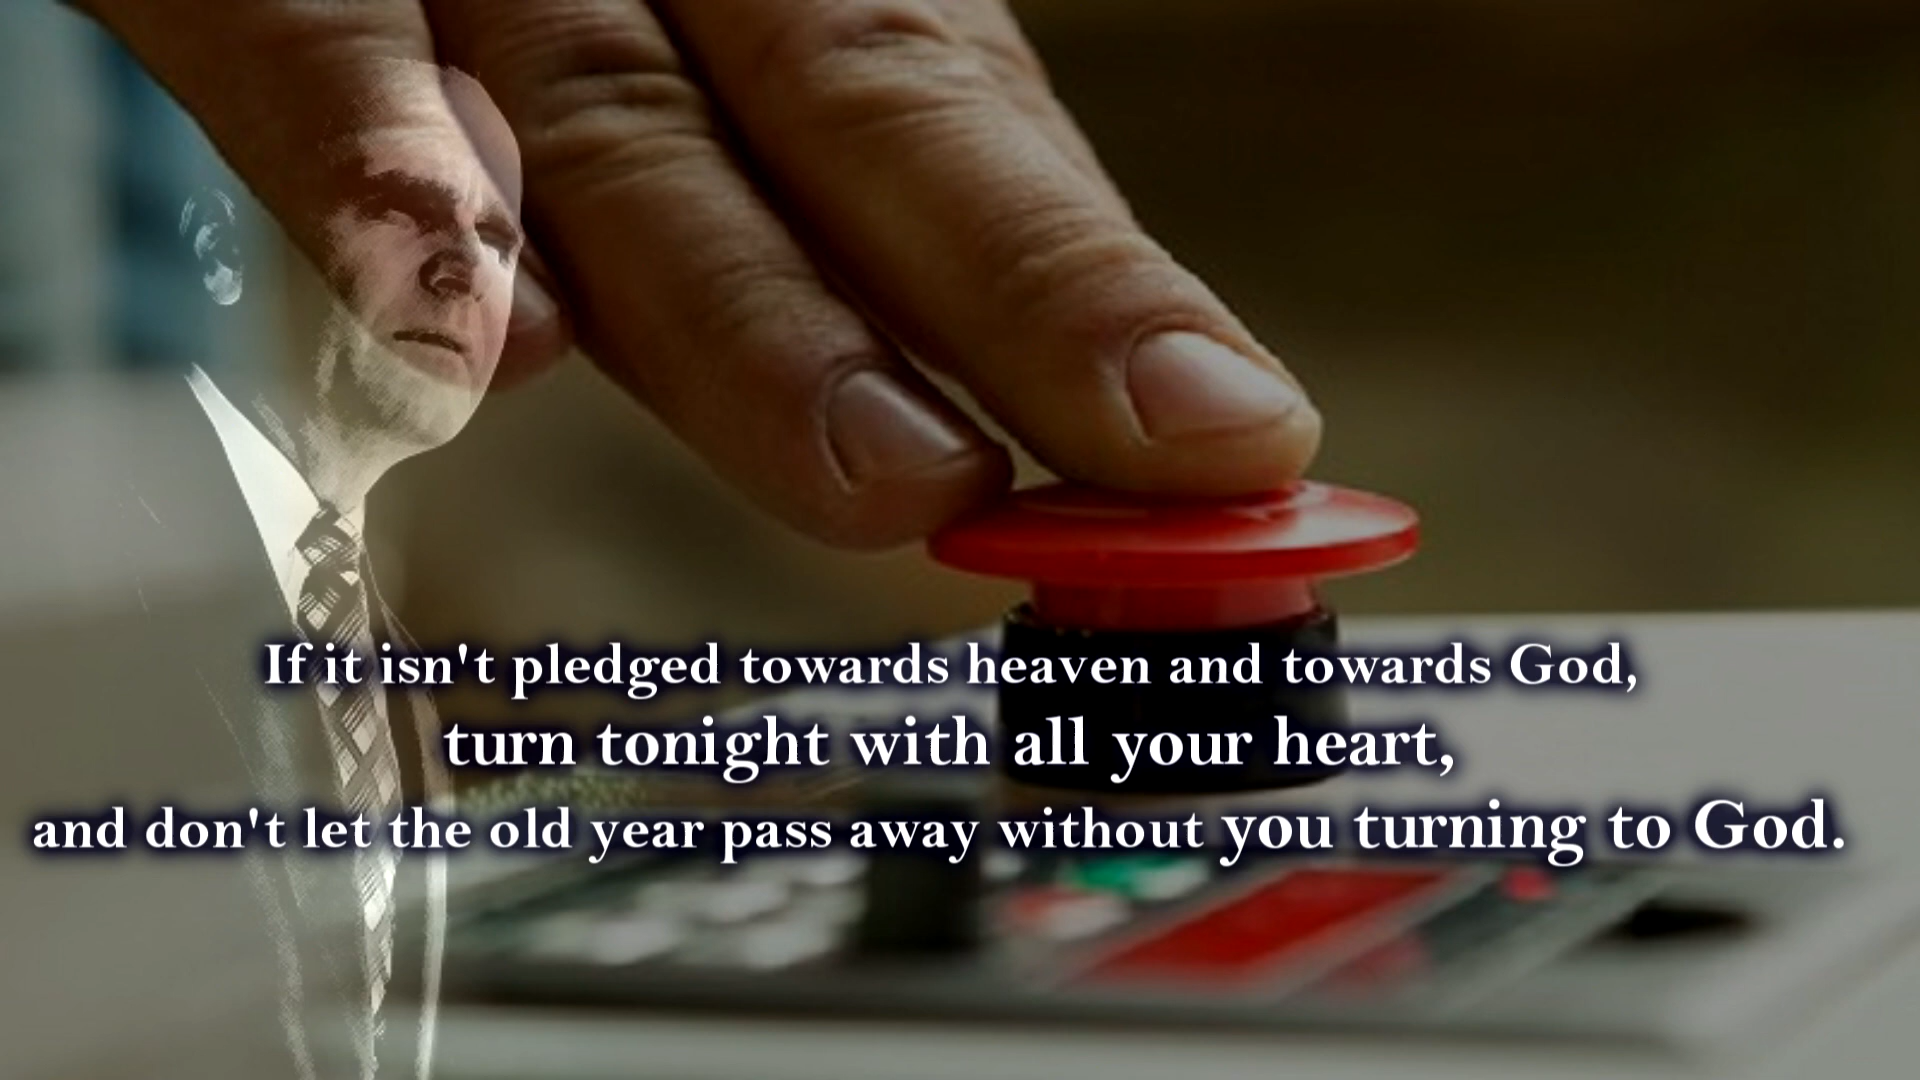 If it isn't pledged towards heaven and towards God,
turn tonight with all your heart,
and don't let the old year pass away without you turning to God.